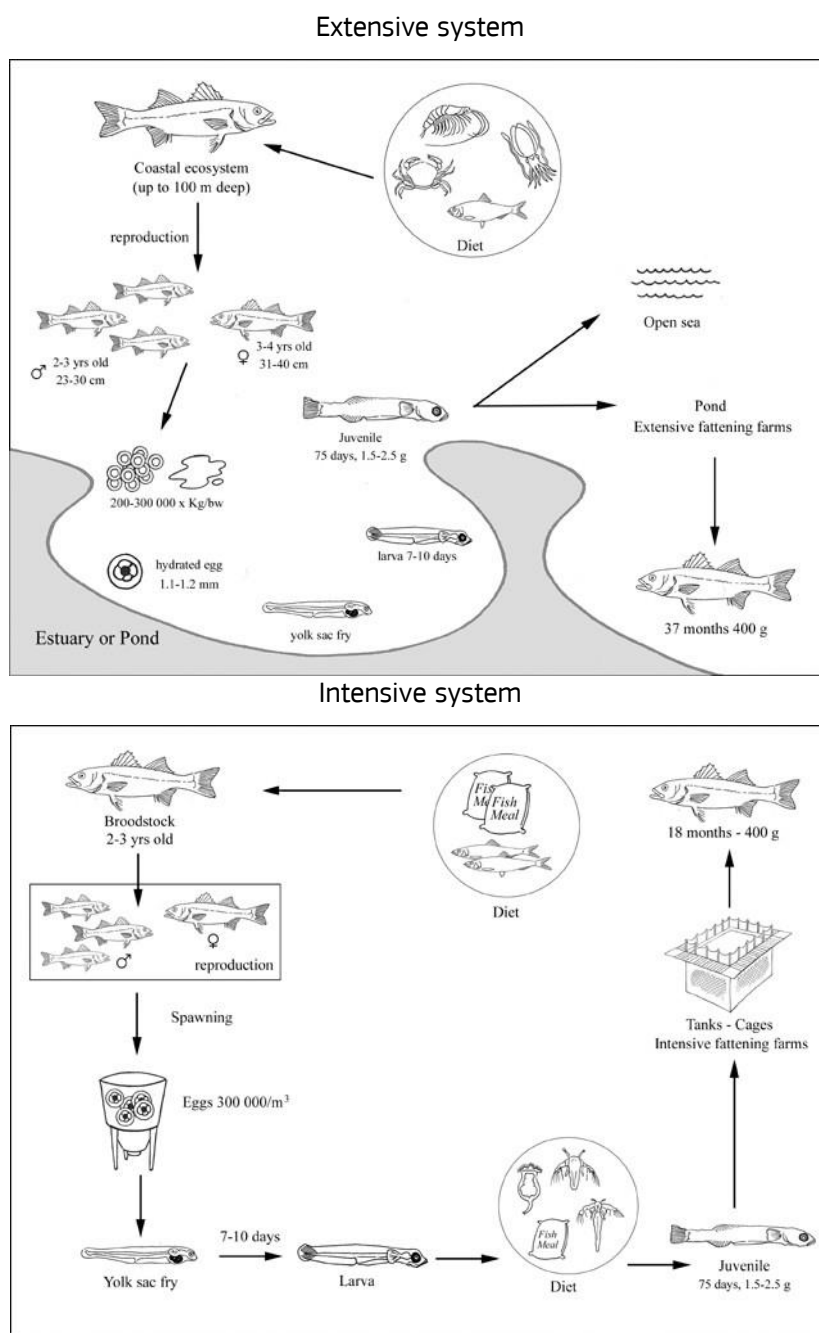 Extensive system
Coastal ecosystem
(up to 100 m deep)
Diet
reproduction
♂ 2-3 yrs old
23-30 cm
♀ 3-4 yrs old
31-40 cm
Open sea
Juvenile
75 days, 1.5-2.5 g
Pond
Extensive fattening farms
200-300 000 x Kg/bw
larva 7-10 days
hydrated egg
1.1-1.2 mm
yolk sac fry
Estuary or Pond
37 months 400 g
Intensive system
Broodstock
2-3 yrs old
Fish
Meal
Fish
Meal
Diet
18 months - 400 g
♂
♀
reproduction
Spawning
Tanks - Cages
Intensive fattening farms
Eggs 300 000/m³
Yolk sac fry
7-10 days
Larva
Fish
Meal
Diet
Juvenile
75 days, 1.5-2.5 g